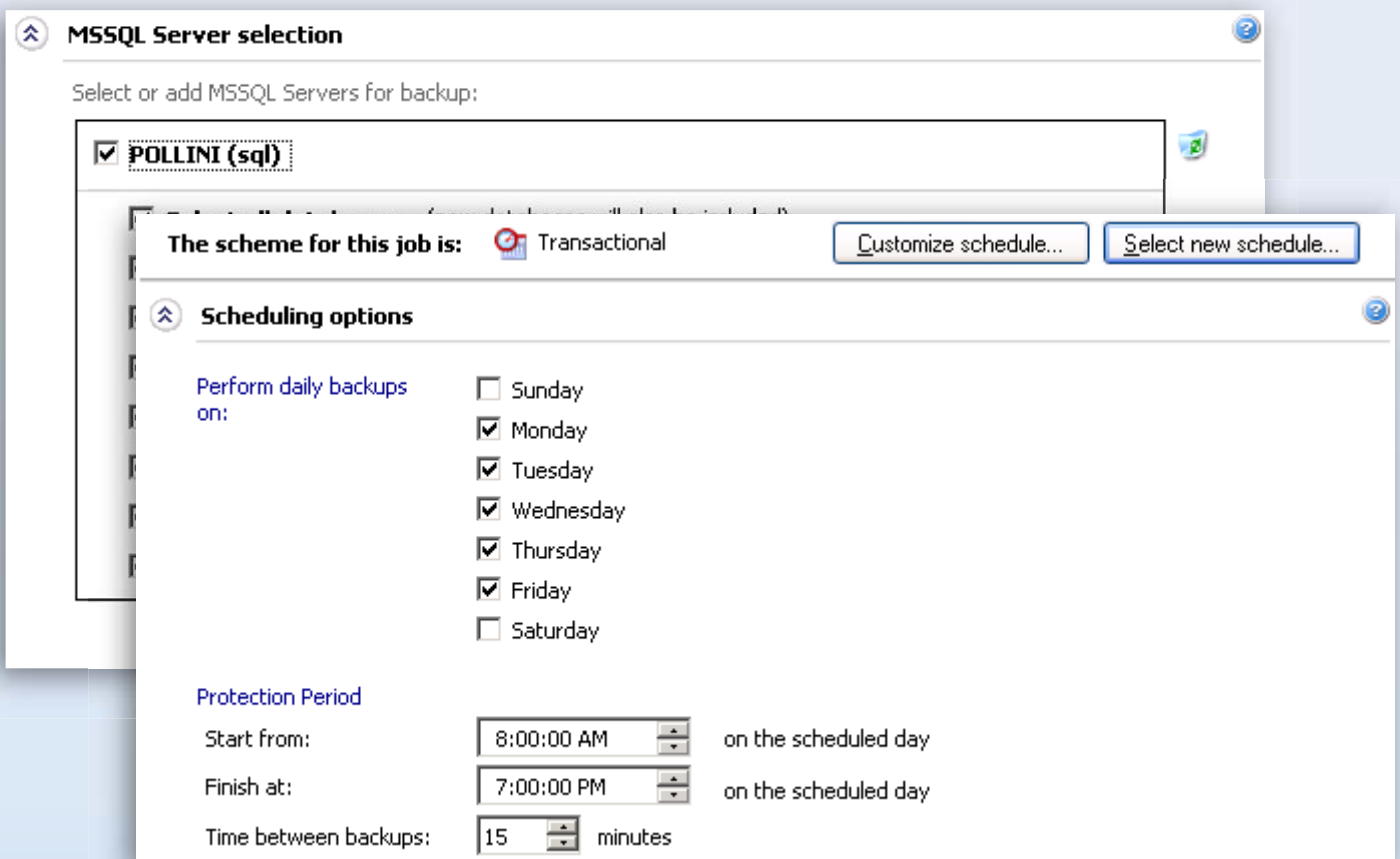 MSSQL Server selection
Select or add MSSQL Servers for backup:
POLLINI (sql)
The scheme for this job is: Transactional Customize schedule... Select new schedule...
Scheduling options
Perform daily backups on:
Sunday
Monday
Tuesday
Wednesday
Thursday
Friday
Saturday
Protection Period
Start from: 8:00:00 AM on the scheduled day
Finish at: 7:00:00 PM on the scheduled day
Time between backups: 15 minutes